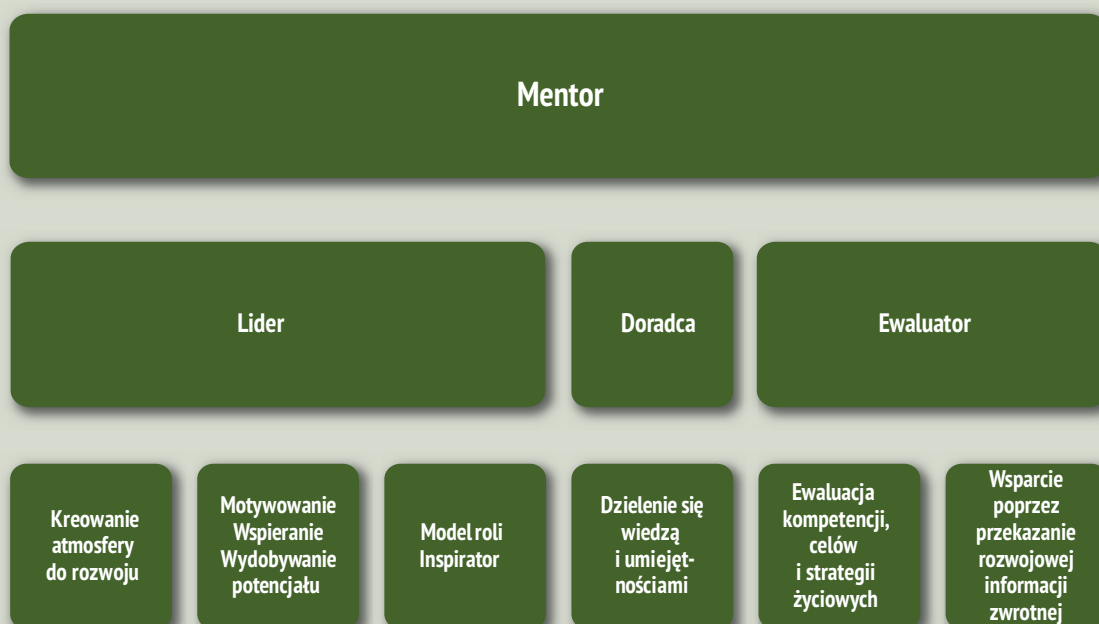 Mentor
Lider
Doradca
Ewaluator
Kreowanie
atmosfery
do rozwoju
Motywowanie
Wspieranie
Wydobywanie
potencjału
Model roli
Inspirator
Dzielenie się
wiedzą
i umiejęt-
nościami
Ewaluacja
kompetencji,
celów
i strategii
życiowych
Wsparcie
poprzez
przekazanie
rozwojowej
informacji
zwrotnej